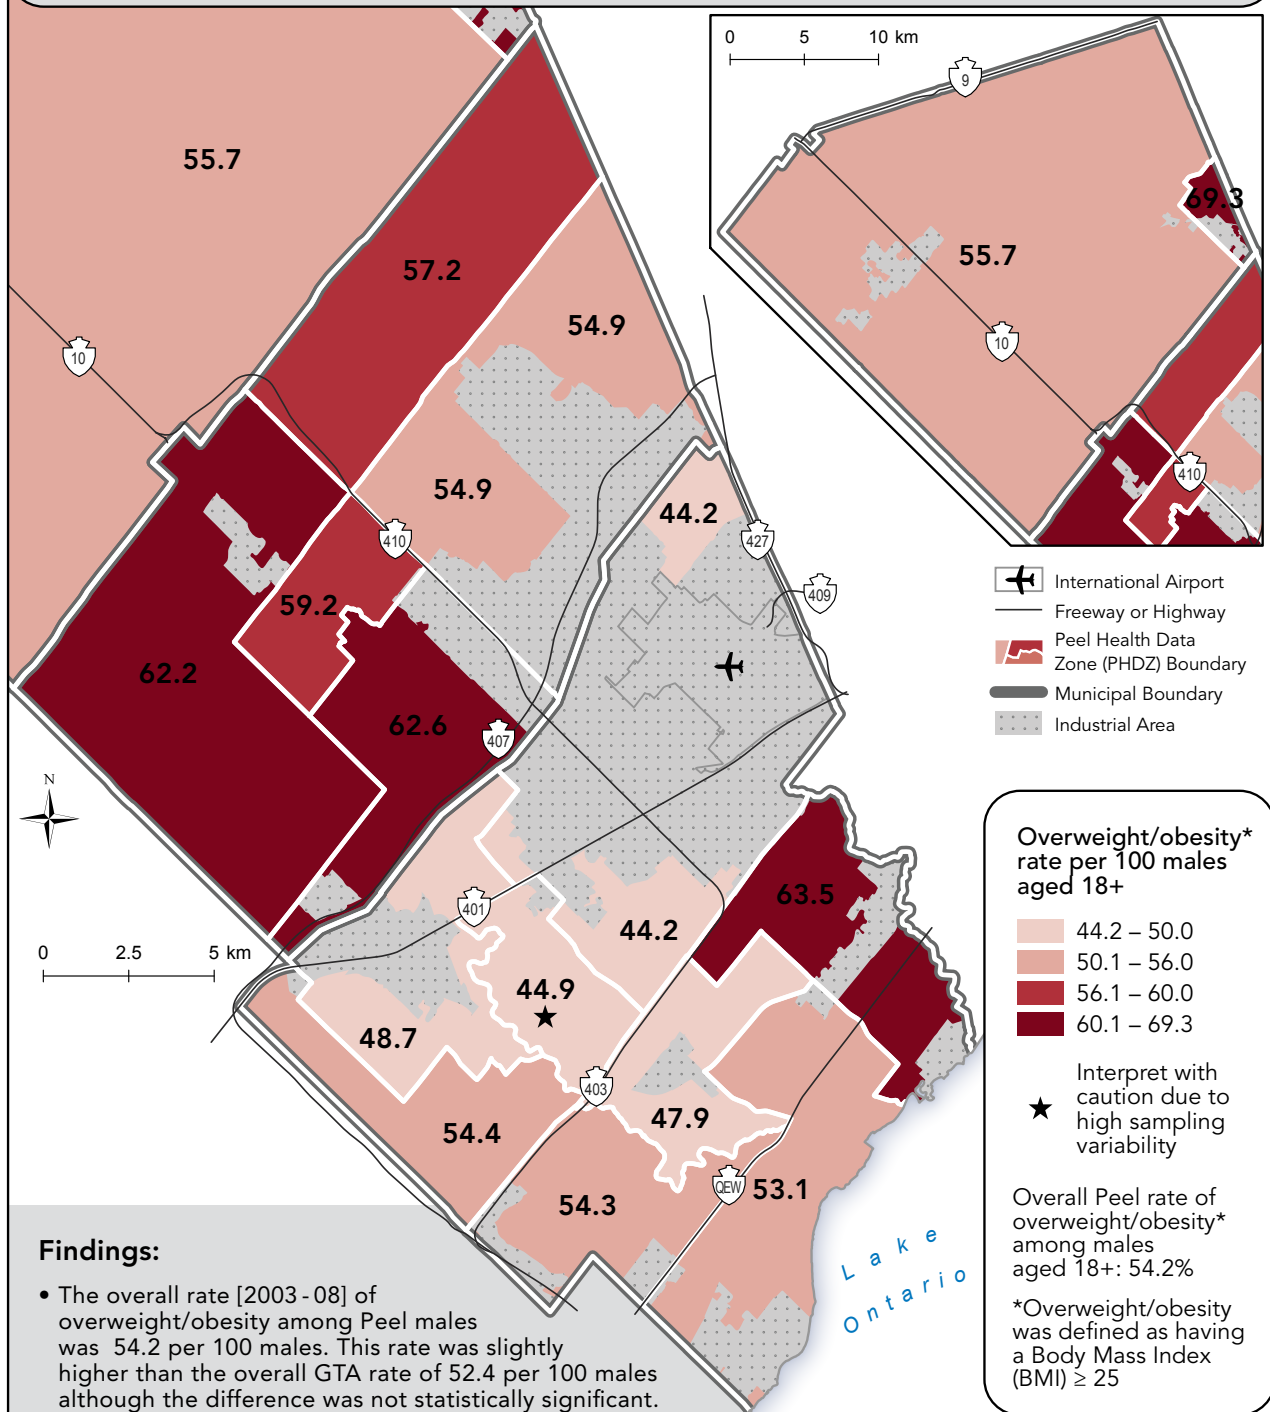 0 5 10 km
9
69.3
55.7
10
410
55.7
57.2
54.9
10
54.9
44.2
410
427
409
59.2
62.2
62.6
407
N
0 2.5 5 km
401
63.5
44.2
44.9
48.7
403
47.9
54.4
QEW
53.1
54.3
Lake
Ontario
International Airport
Freeway or Highway
Peel Health Data
Zone (PHDZ) Boundary
Municipal Boundary
Industrial Area
Overweight/obesity*
rate per 100 males
aged 18+
44.2 – 50.0
50.1 – 56.0
56.1 – 60.0
60.1 – 69.3
Interpret with
caution due to
high sampling
variability
Overall Peel rate of
overweight/obesity*
among males
aged 18+: 54.2%
*Overweight/obesity
was defined as having
a Body Mass Index
(BMI) ≥ 25
Findings:
• The overall rate [2003 - 08] of
overweight/obesity among Peel males
was 54.2 per 100 males. This rate was slightly
higher than the overall GTA rate of 52.4 per 100 males
although the difference was not statistically significant.